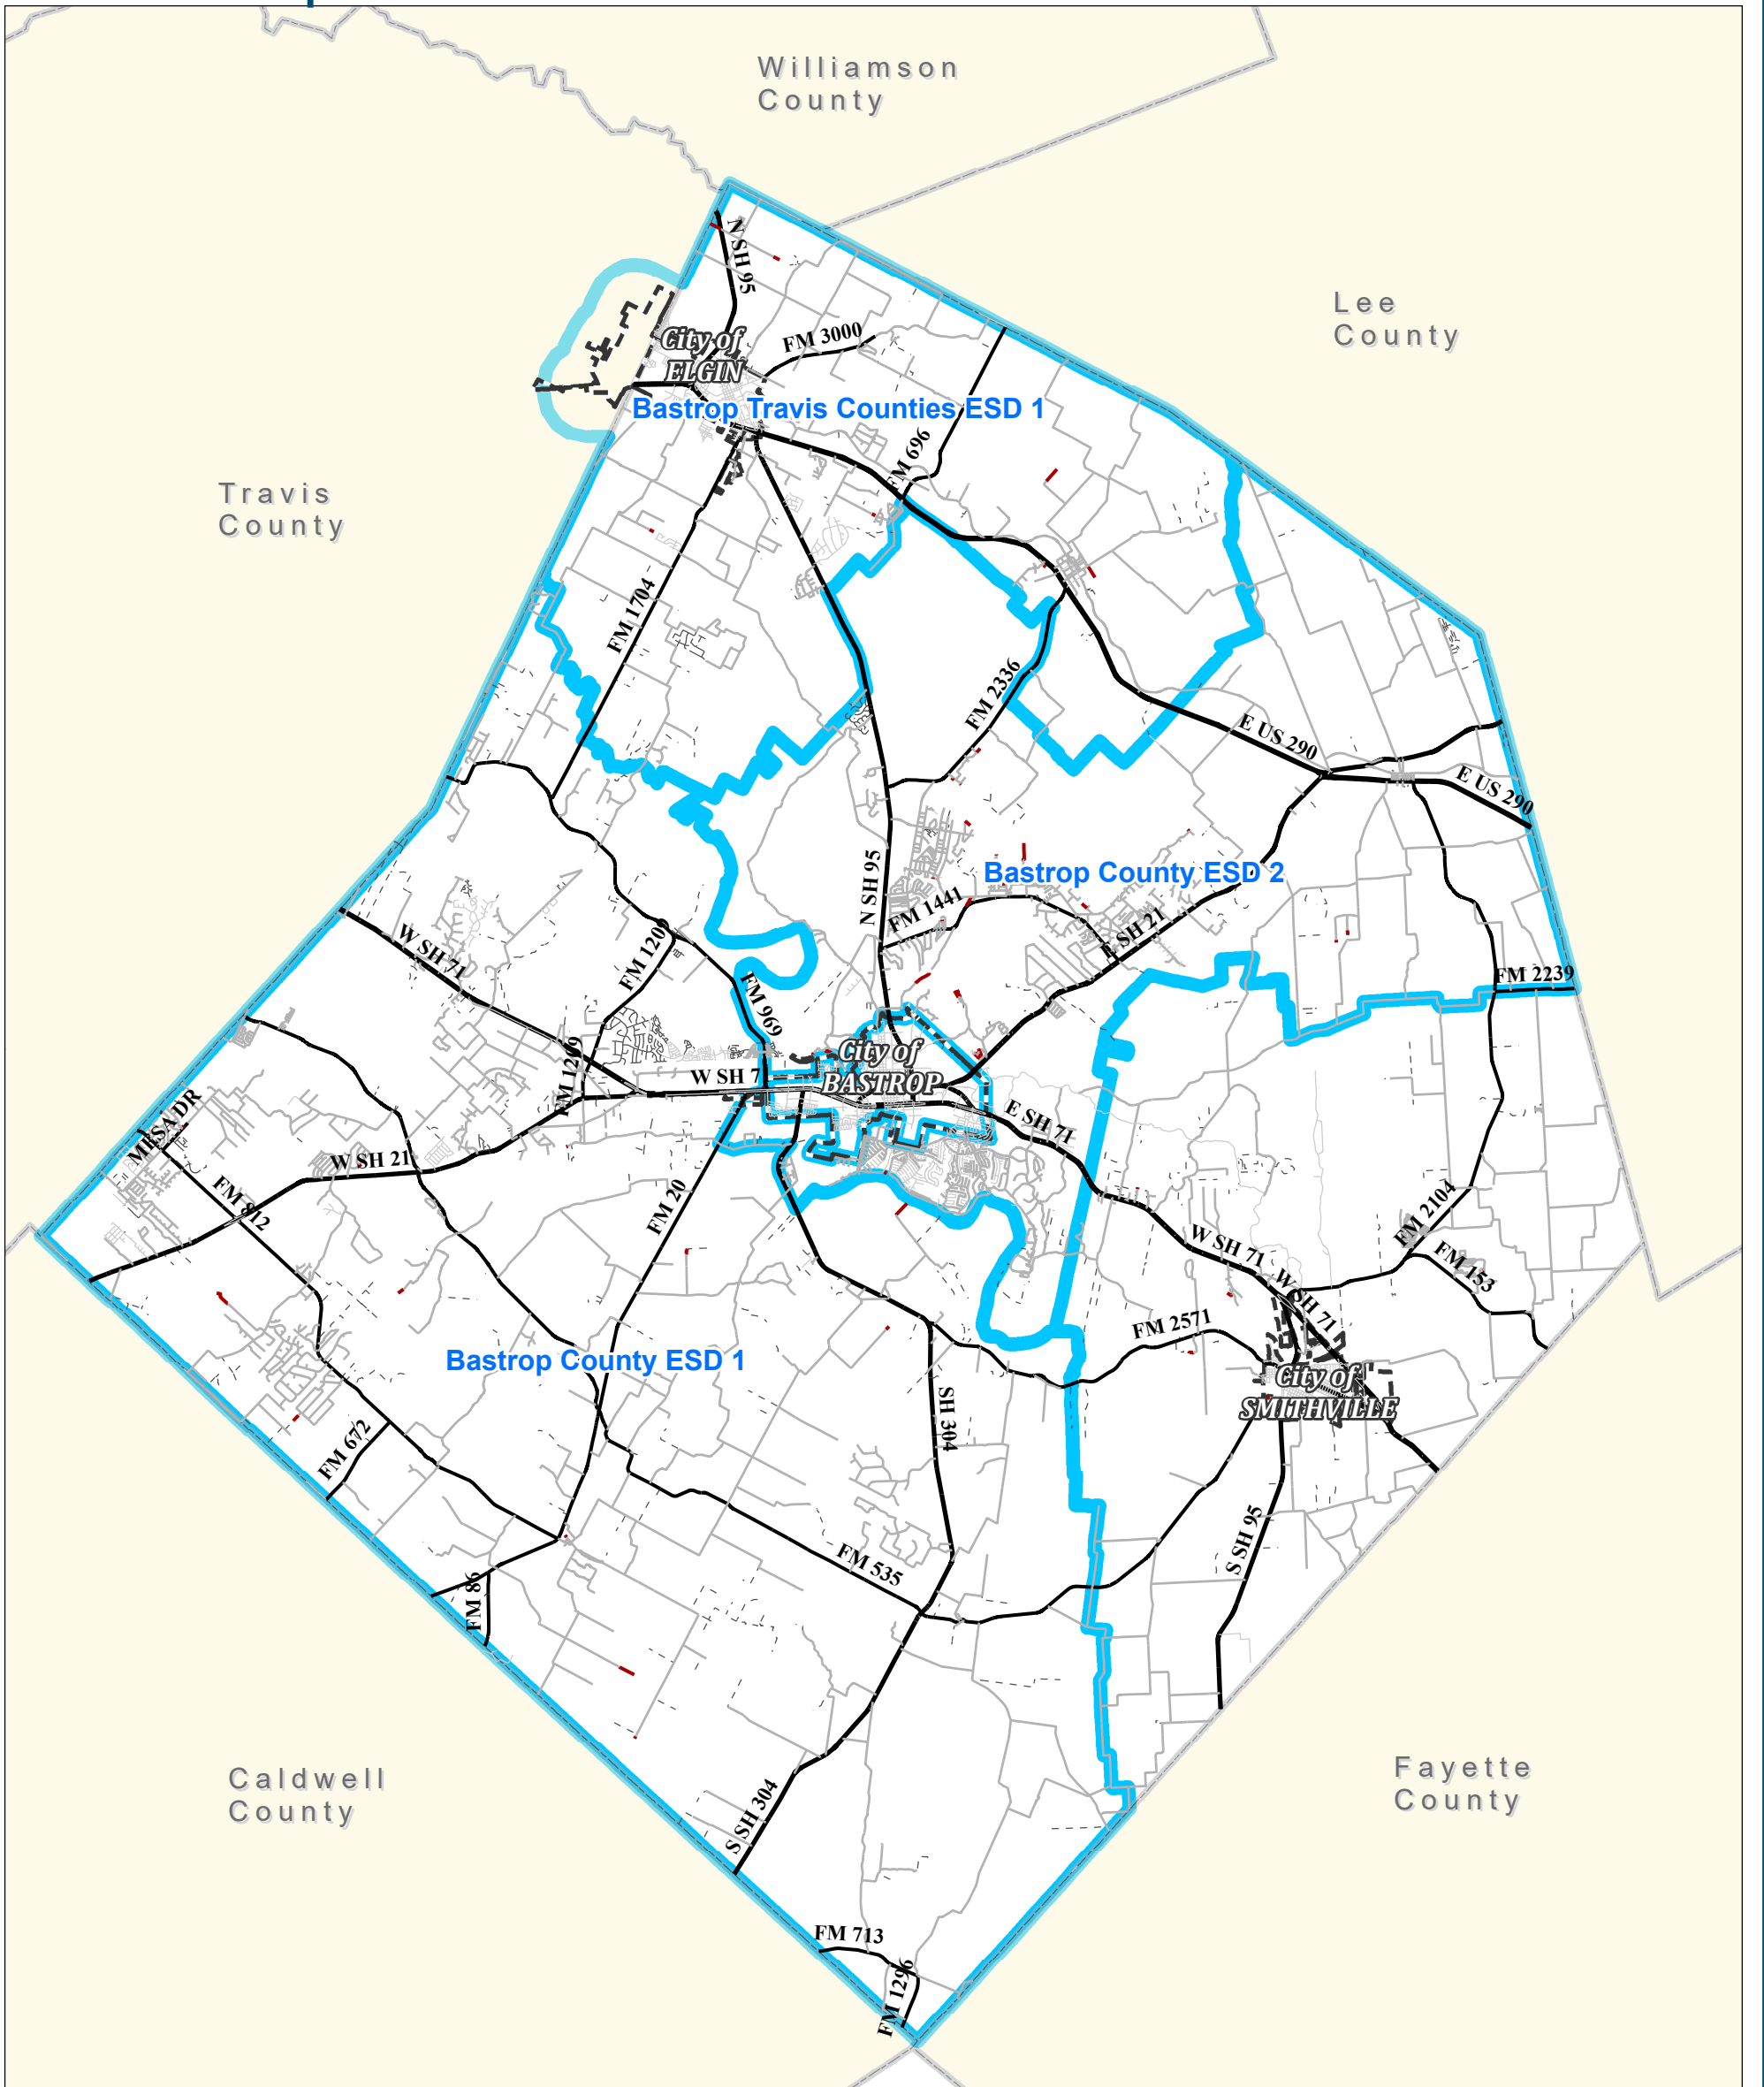 Williamson
County
Lee
County
N SH 95
City of
ELGIN
FM 3000
Bastrop Travis Counties ESD 1
FM 696
Travis
County
FM 1704
FM 2336
E US 290
E US 290
N SH 95
Bastrop County ESD 2
FM 1441
E SH 21
W SH 71
FM 1209
FM 969
FM 2239
City of
BASTROP
FM 1209
W SH 7
E SH 71
MESA DR
W SH 21
FM 812
FM 20
FM 2104
W SH 71
FM 153
W SH 71
FM 2571
Bastrop County ESD 1
City of
SMITHVILLE
SH 304
FM 672
S SH 95
FM 535
FM 86
Caldwell
County
Fayette
County
S SH 304
FM 713
FM 1296